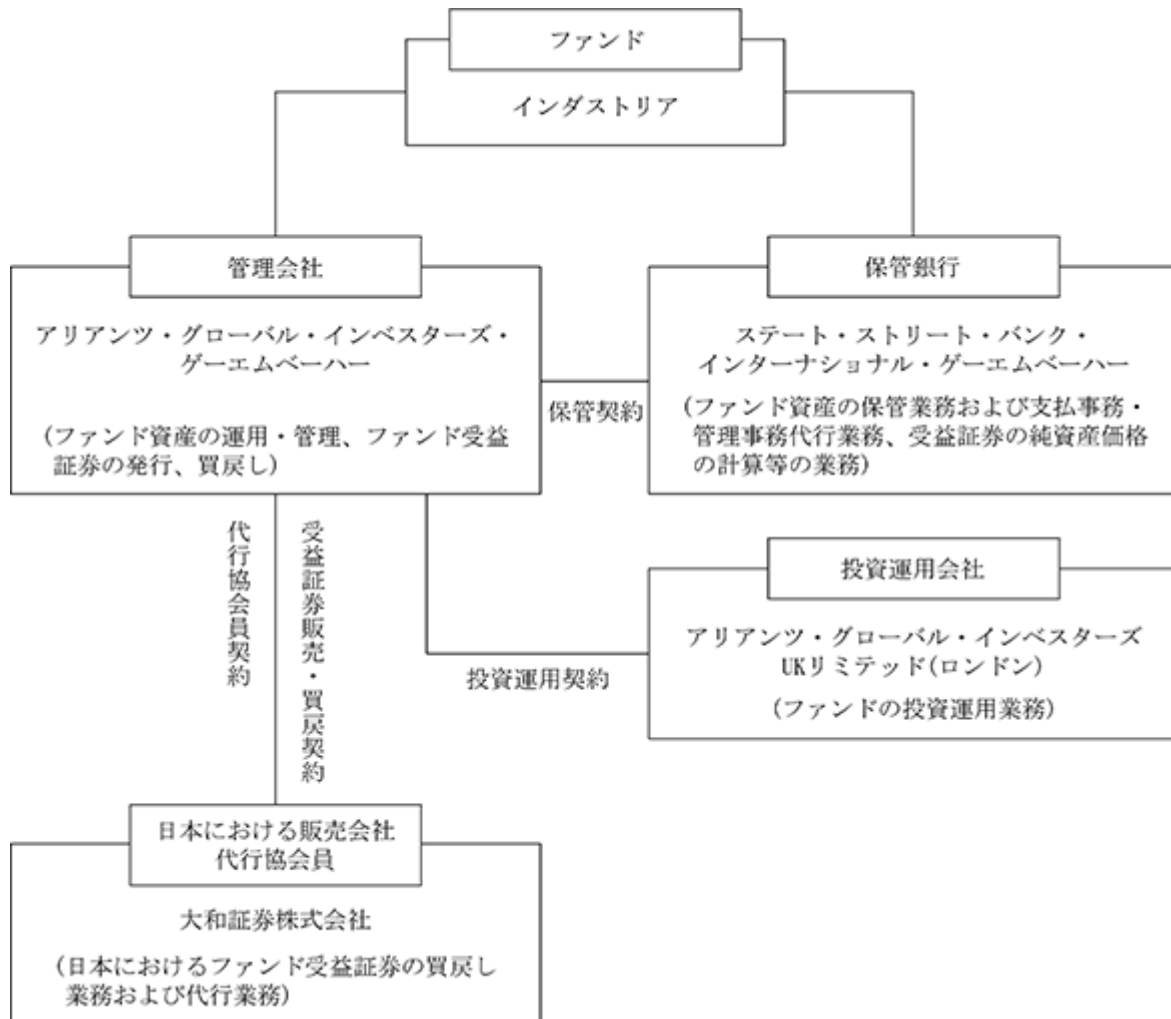 ファンド
インダストリア
管理会社
アリアンツ・グローバル・インベスターズ・
ゲーエムベーハー
(ファンド資産の運用・管理、ファンド受益
証券の発行、買戻し)
保管契約
保管銀行
ステート・ストリート・バンク・
インターナショナル・ゲーエムベーハー
(ファンド資産の保管業務および支払事務・
管理事務代行業務、受益証券の純資産価格
の計算等の業務)
代行協会員契約
受益証券販売・買戻契約
投資運用契約
投資運用会社
アリアンツ・グローバル・インベスターズ
UKリミテッド(ロンドン)
(ファンドの投資運用業務)
日本における販売会社
代行協会員
大和証券株式会社
(日本におけるファンド受益証券の買戻し
業務および代行業務)